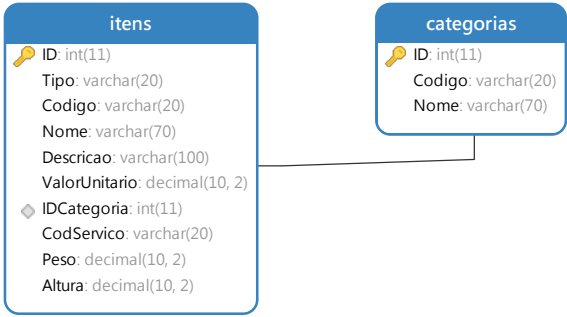 itens
ID: int(11)
Tipo: varchar(20)
Codigo: varchar(20)
Nome: varchar(70)
Descricao: varchar(100)
ValorUnitario: decimal(10, 2)
IDCategoria: int(11)
CodServico: varchar(20)
Peso: decimal(10, 2)
Altura: decimal(10, 2)
categorias
ID: int(11)
Codigo: varchar(20)
Nome: varchar(70)